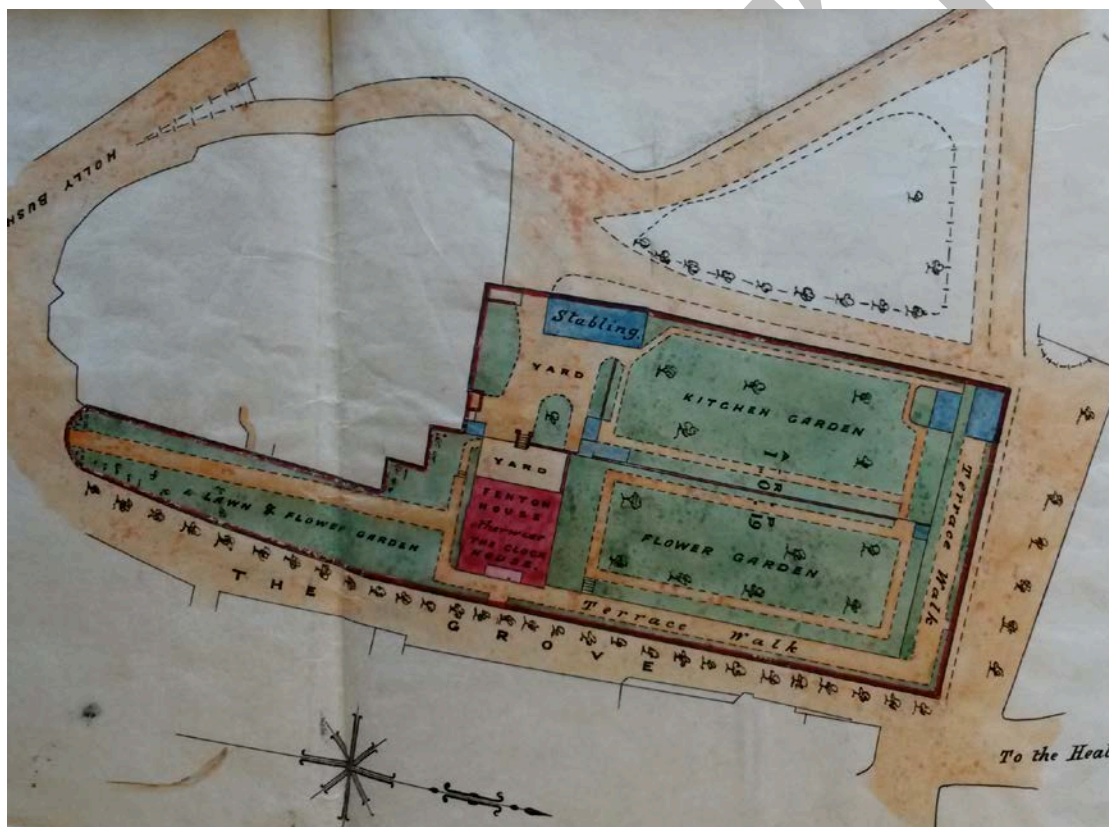 HOLLY BUSH
Stabling.
YARD
KITCHEN GARDEN
YARD
FENTON
HOUSE
otherwise
THE CLOCK
HOUSE.
FLOWER GARDEN
Terrace Walk
Terrace Walk
LAWN & FLOWER GARDEN
THE GROVE
To the Heat